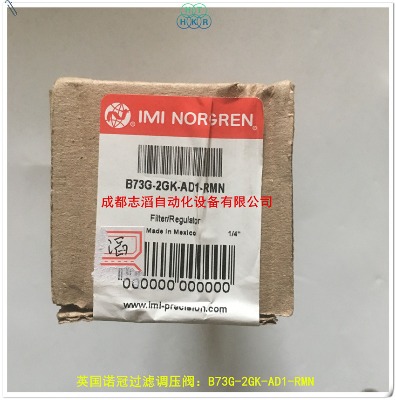 HKR
IMI NORGREN
B73G-2GK-AD1-RMN
成都志滔自动化设备有限公司
Filter/Regulator
Made in Mexico 1/4"
滔
000000 000000
www.imi-precision.com
英国诺冠过滤调压阀：B73G-2GK-AD1-RMN